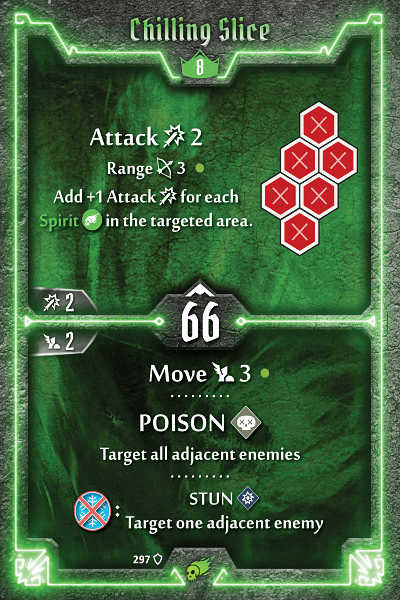 Chilling Slice
8
Attack 2
Range 3
Add +1 Attack for each
Spirit in the targeted area.
2
66
2
Move 3
POISON
Target all adjacent enemies
:
STUN
Target one adjacent enemy
297